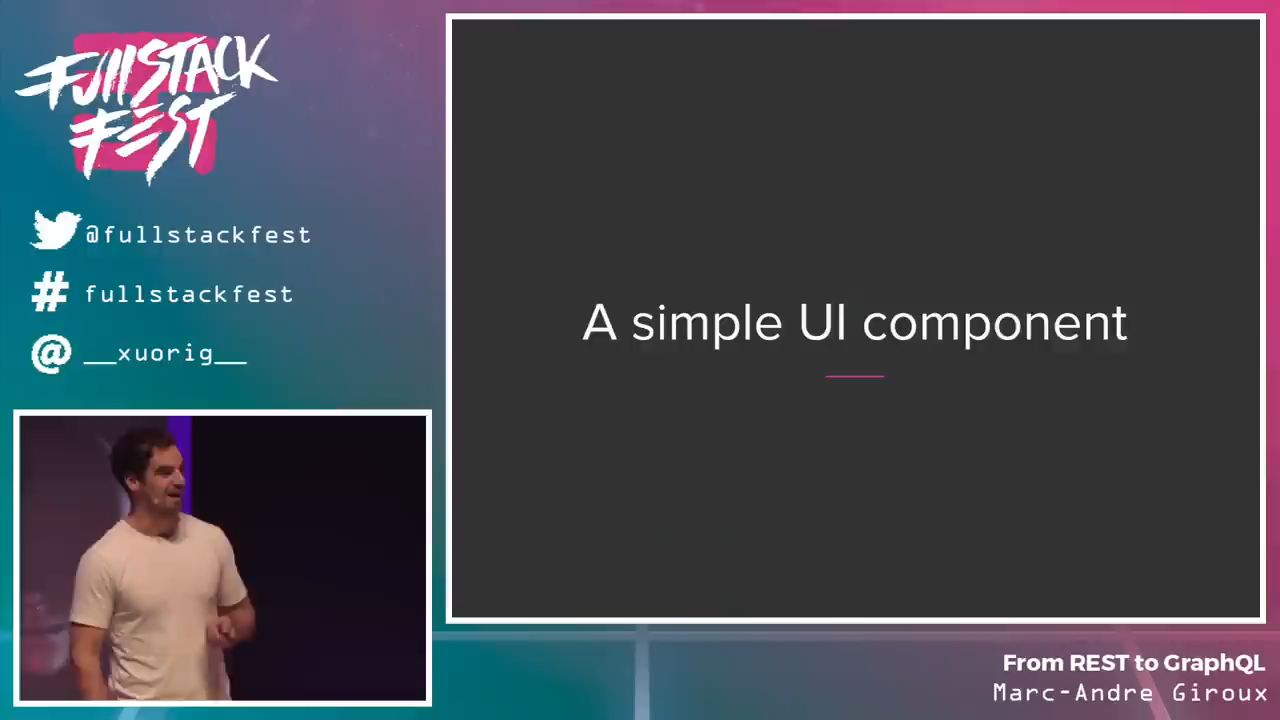 FullSTACK
FEST
@fullstackfest
# fullstackfest
@ __xuorig__
A simple UI component
From REST to GraphQL
Marc-Andre Giroux